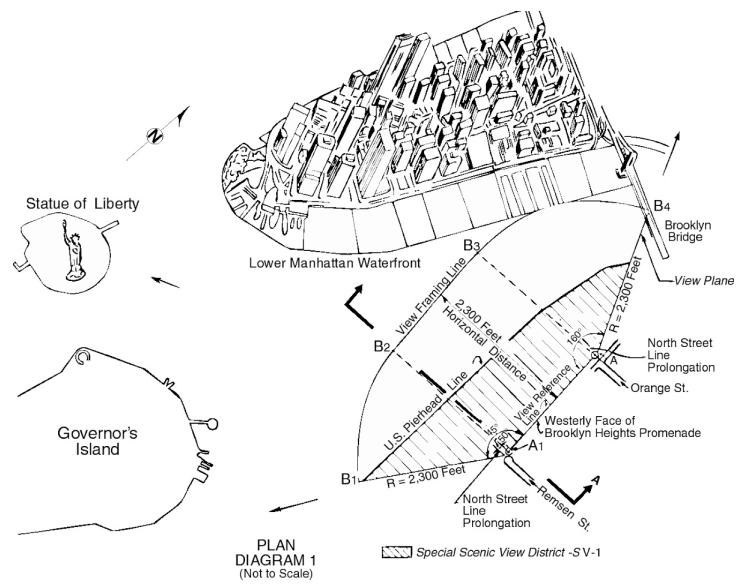 N
Statue of Liberty
Lower Manhattan Waterfront
B4
Brooklyn
Bridge
View Plane
B3
View Framing Line
2,300 Feet
Horizontal Distance
R = 2,300 Feet
B2
U.S. Pierhead Line
160°
A
North Street
Line
Prolongation
Orange St.
View Reference
Line
Westerly Face of
Brooklyn Heights Promenade
Governor's
Island
45°
A1
B1
R = 2,300 Feet
A
Remsen St.
North Street
Line
Prolongation
PLAN
DIAGRAM 1
(Not to Scale)
Special Scenic View District -SV-1